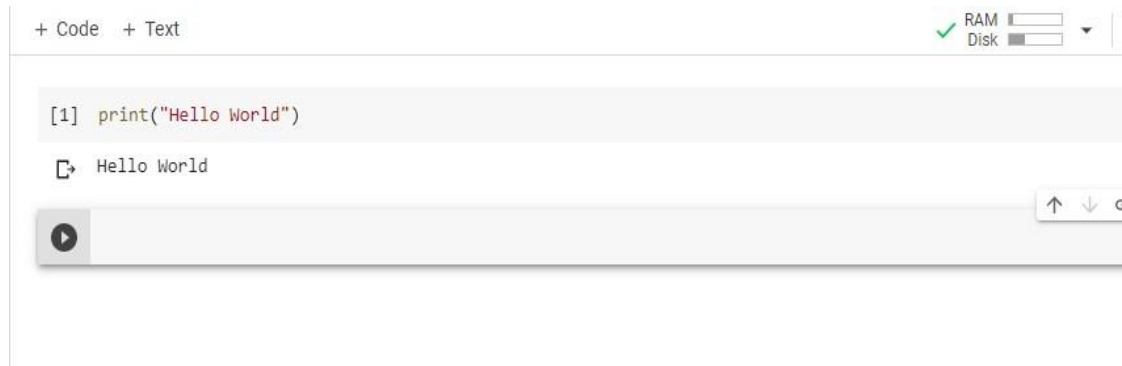 + Code + Text
RAM
Disk
[1] print("Hello World")
Hello World